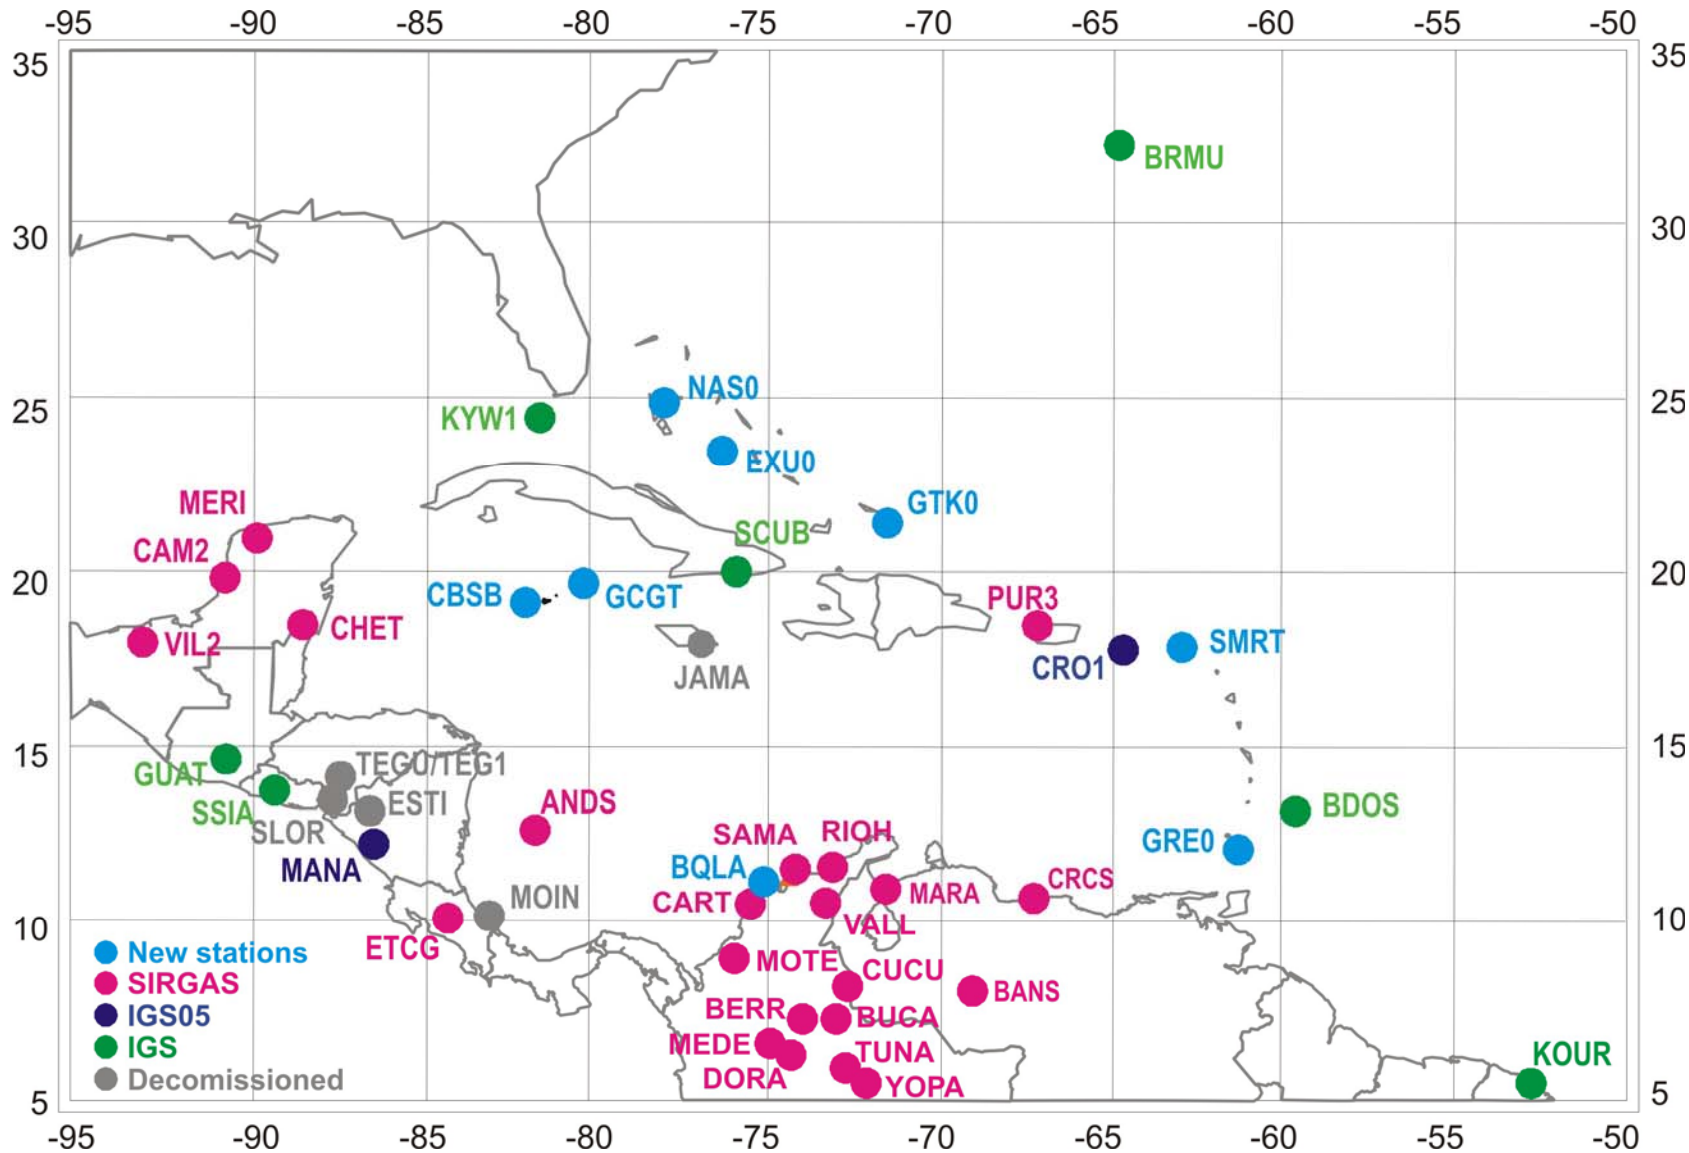 -95 -90 -85 -80 -75 -70 -65 -60 -55 -50
35 35
BRMU
30 30
NAS0
25 25
KYW1
EXU0
MERI
GTK0
SCUB
CAM2
20 20
CBSB GCGT
PUR3
CHET
VIL2
SMRT
CRO1
JAMA
15 15
TEGU/TEG1
GUAT
ESTI
ANDS
SSIA
BDOS
SLOR
SAMA RIOH
GRE0
MANA
BQLA
CRCS
MOIN
CART
MARA
10 VALL 10
ETCG
New stations
MOTE
CUCU
SIRGAS
BANS
BERR
IGS05
BUCA
MEDE
IGS
TUNA
KOUR
DORA
Decomissioned
YOPA
5 5
-95 -90 -85 -80 -75 -70 -65 -60 -55 -50